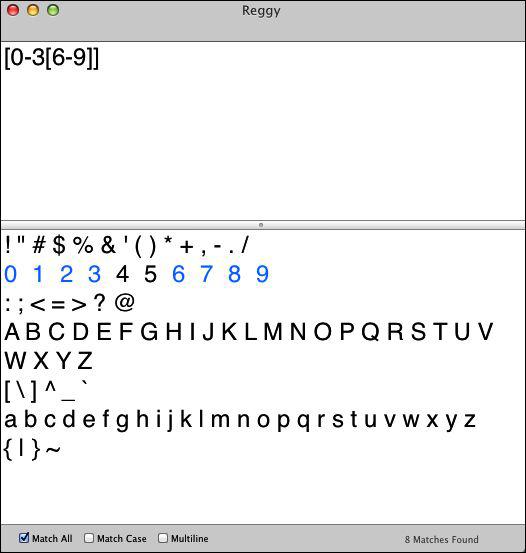 Reggy
[0-3[6-9]]
! " # $ % & ' ( ) * + , - . /
0 1 2 3 4 5 6 7 8 9
: ; < = > ? @
A B C D E F G H I J K L M N O P Q R S T U V
W X Y Z
[ \ ] ^ _ `
a b c d e f g h i j k l m n o p q r s t u v w x y z
{ | } ~
Match All Match Case Multiline 8 Matches Found